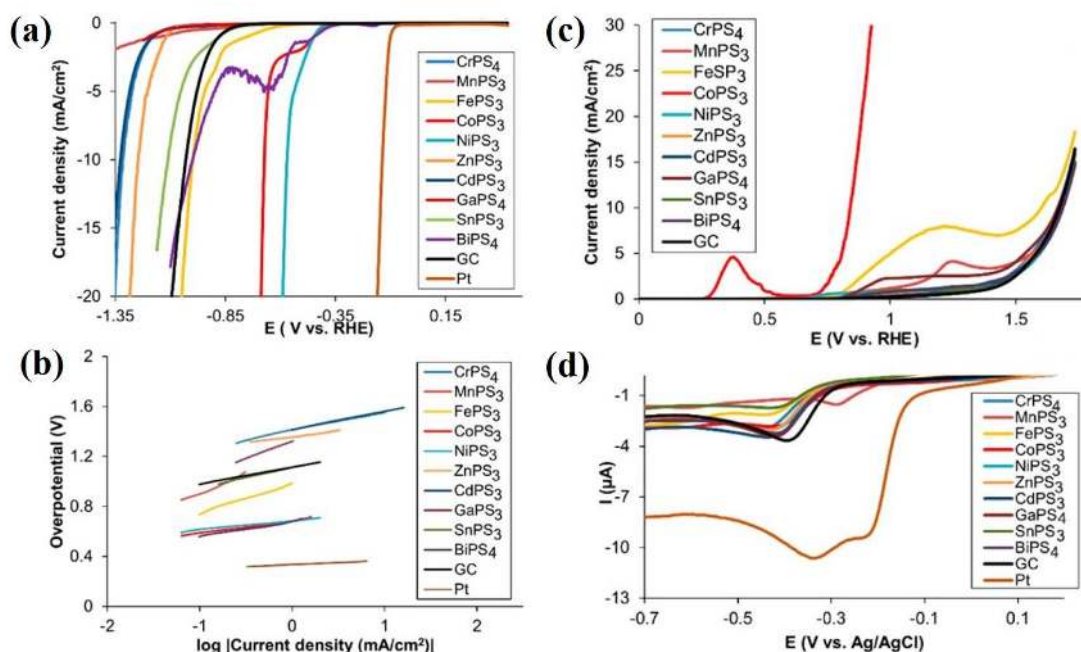 (a)
0
-5
-10
-15
-20
Current density (mA/cm²)
-1.35
-0.85
-0.35
0.15
E ( V vs. RHE)
CrPS4
MnPS3
FePS3
CoPS3
NiPS3
ZnPS3
CdPS3
GaPS4
SnPS3
BiPS4
GC
Pt
(c)
30
25
20
15
10
5
0
Current density (mA/cm²)
0
0.5
1
1.5
E (V vs. RHE)
CrPS4
MnPS3
FeSP3
CoPS3
NiPS3
ZnPS3
CdPS3
GaPS4
SnPS3
BiPS4
GC
(b)
2
1.6
1.2
0.8
0.4
0
Overpotential (V)
-2
-1
0
1
2
log |Current density (mA/cm²)|
CrPS4
MnPS3
FePS3
CoPS3
NiPS3
ZnPS3
CdPS3
GaPS3
SnPS3
BiPS4
GC
Pt
(d)
-1
-4
-7
-10
-13
I (µA)
-0.7
-0.5
-0.3
-0.1
0.1
E (V vs. Ag/AgCl)
CrPS4
MnPS3
FePS3
CoPS3
NiPS3
ZnPS3
CdPS3
GaPS4
SnPS3
BiPS4
GC
Pt